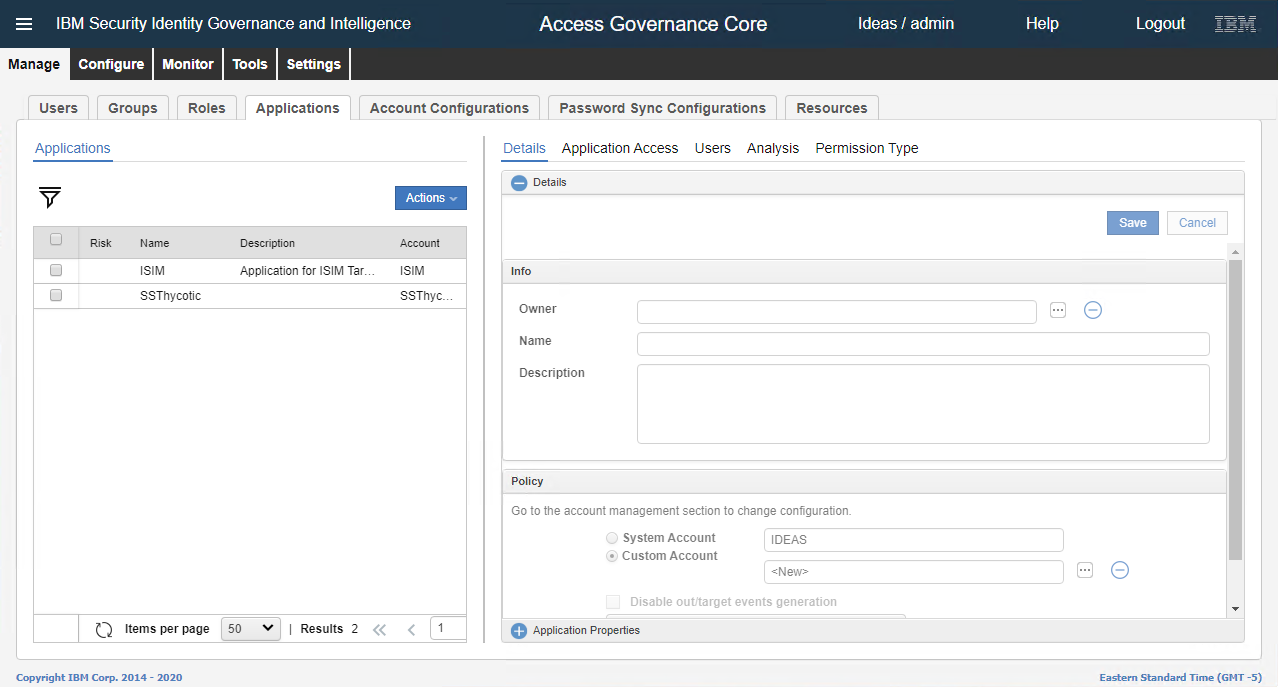 IBM Security Identity Governance and Intelligence
Access Governance Core
Ideas / admin
Help
Logout
IBM
Manage
Configure
Monitor
Tools
Settings
Users
Groups
Roles
Applications
Account Configurations
Password Sync Configurations
Resources
Applications
Actions
Risk Name Description Account
ISIM Application for ISIM Tar... ISIM
SSThycotic SSThyc...
Items per page 50 | Results 2 1
Details
Application Access
Users
Analysis
Permission Type
Details
Save
Cancel
Info
Owner
Name
Description
Policy
Go to the account management section to change configuration.
System Account
IDEAS
Custom Account
<New>
Disable out/target events generation
Application Properties
Copyright IBM Corp. 2014 - 2020
Eastern Standard Time (GMT -5)